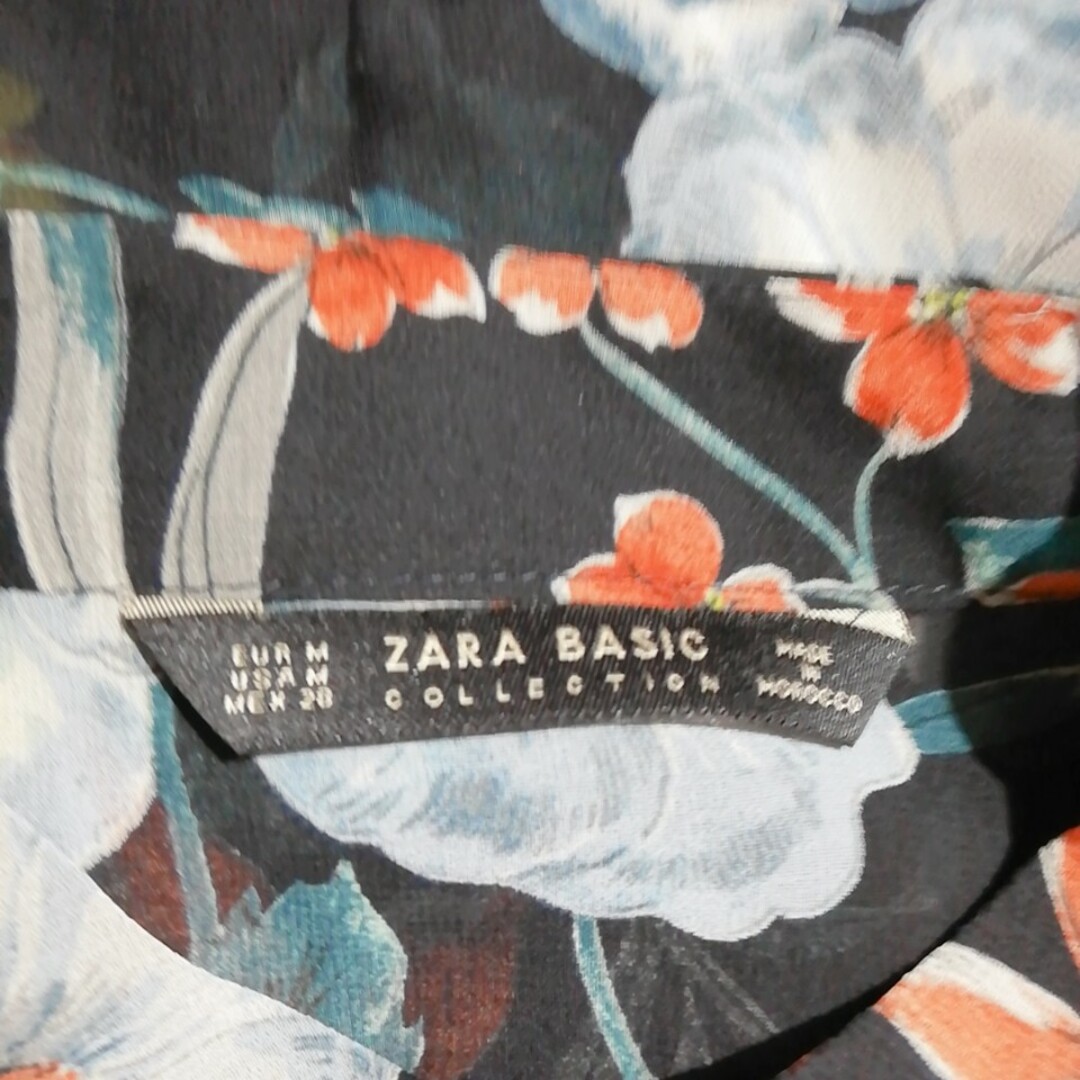 EUR M
USA M
MEX 28
ZARA BASIC
COLLECTION
MADE
IN
MOROCCO